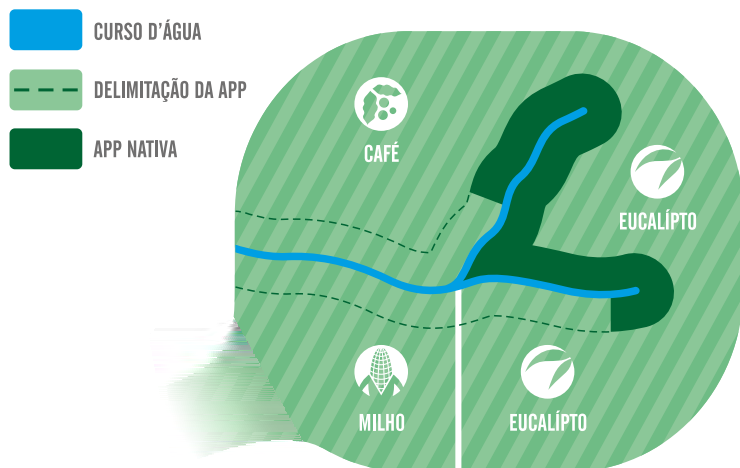 CURSO D'ÁGUA
DELIMITAÇÃO DA APP
APP NATIVA
CAFÉ
EUCALÍPTO
MILHO
EUCALÍPTO